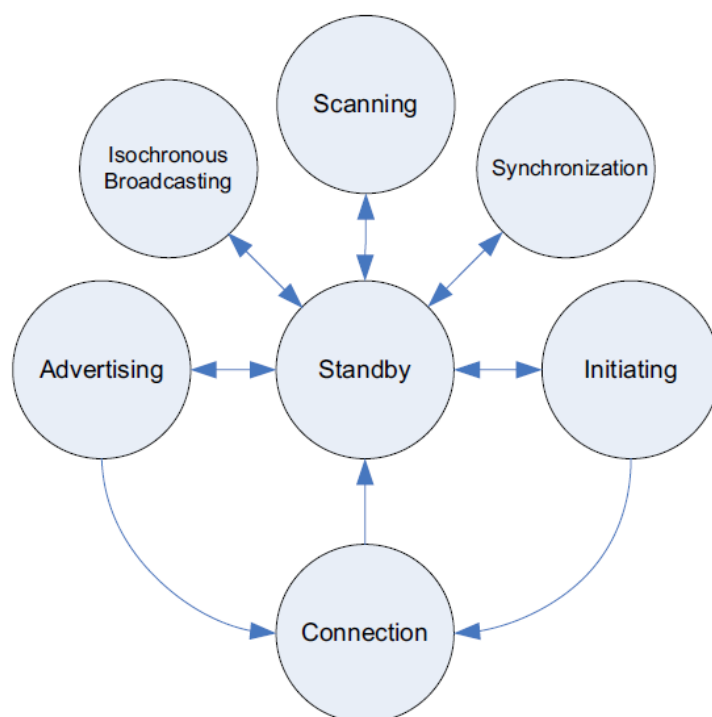 Scanning
Isochronous
Broadcasting
Synchronization
Advertising
Standby
Initiating
Connection